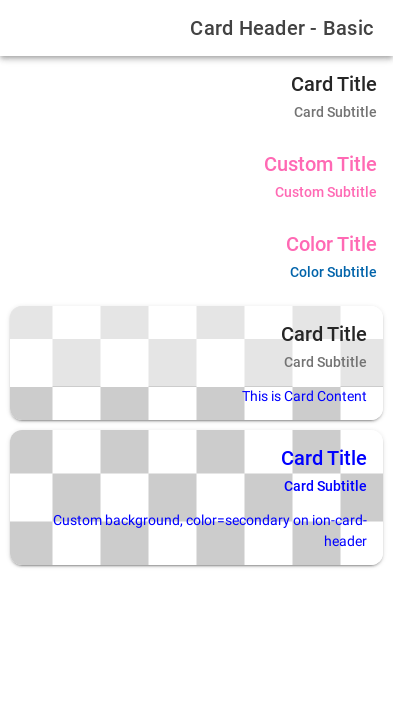 Card Header - Basic
Card Title
Card Subtitle
Custom Title
Custom Subtitle
Color Title
Color Subtitle
Card Title
Card Subtitle
This is Card Content
Card Title
Card Subtitle
Custom background, color=secondary on ion-card-
header